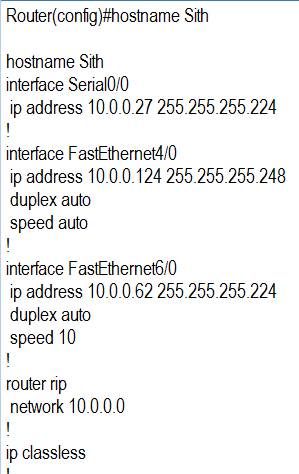 Router(config)#hostname Sith
hostname Sith
interface Serial0/0
ip address 10.0.0.27 255.255.255.224
!
interface FastEthernet4/0
ip address 10.0.0.124 255.255.255.248
duplex auto
speed auto
!
interface FastEthernet6/0
ip address 10.0.0.62 255.255.255.224
duplex auto
speed 10
!
router rip
network 10.0.0.0
!
ip classless
!